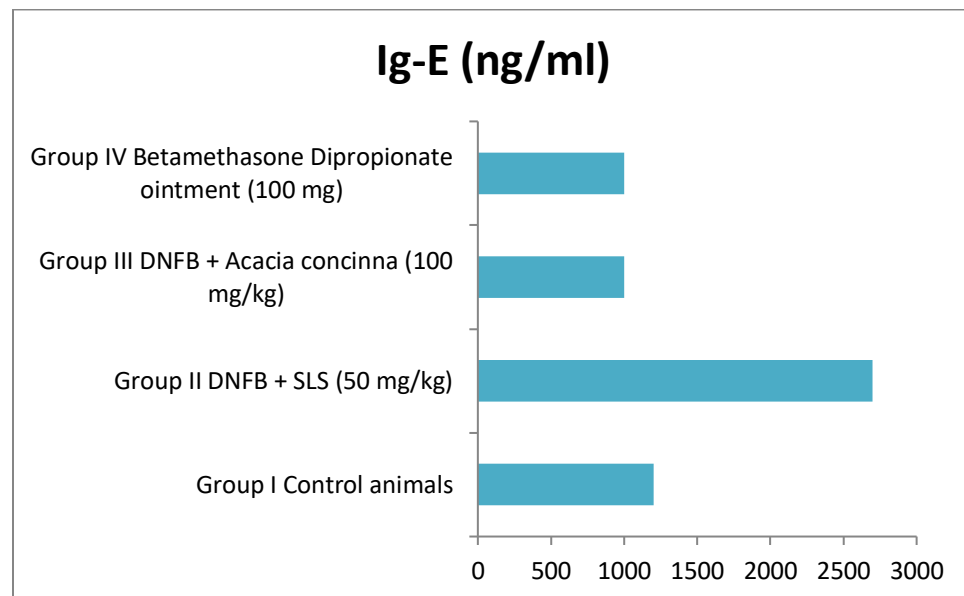 Ig-E (ng/ml)
Group IV Betamethasone Dipropionate
ointment (100 mg)
Group III DNFB + Acacia concinna (100
mg/kg)
Group II DNFB + SLS (50 mg/kg)
Group I Control animals
0 500 1000 1500 2000 2500 3000